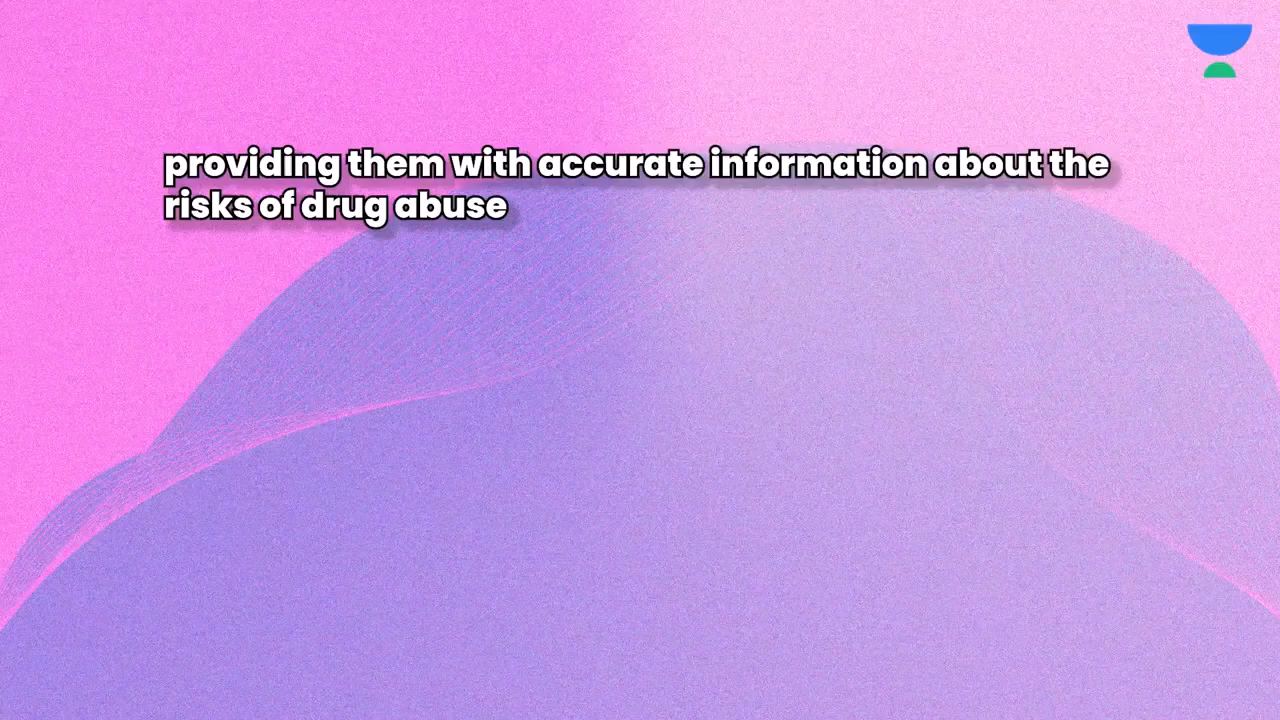 providing them with accurate information about the
risks of drug abuse